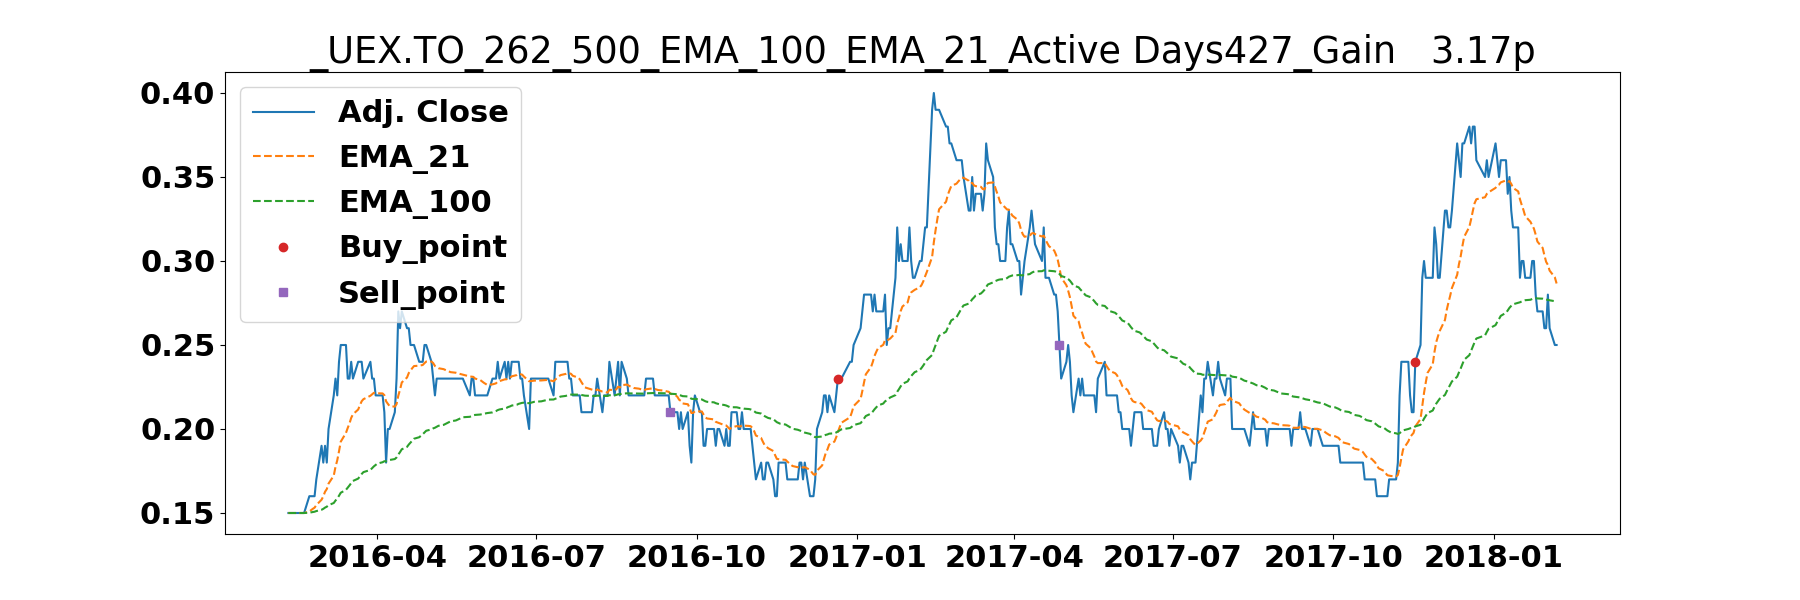 _UEX.TO_262_500_EMA_100_EMA_21_Active Days427_Gain   3.17p
0.40
0.35
0.30
0.25
0.20
0.15
Adj. Close
EMA_21
EMA_100
Buy_point
Sell_point
2016-04 2016-07 2016-10 2017-01 2017-04 2017-07 2017-10 2018-01